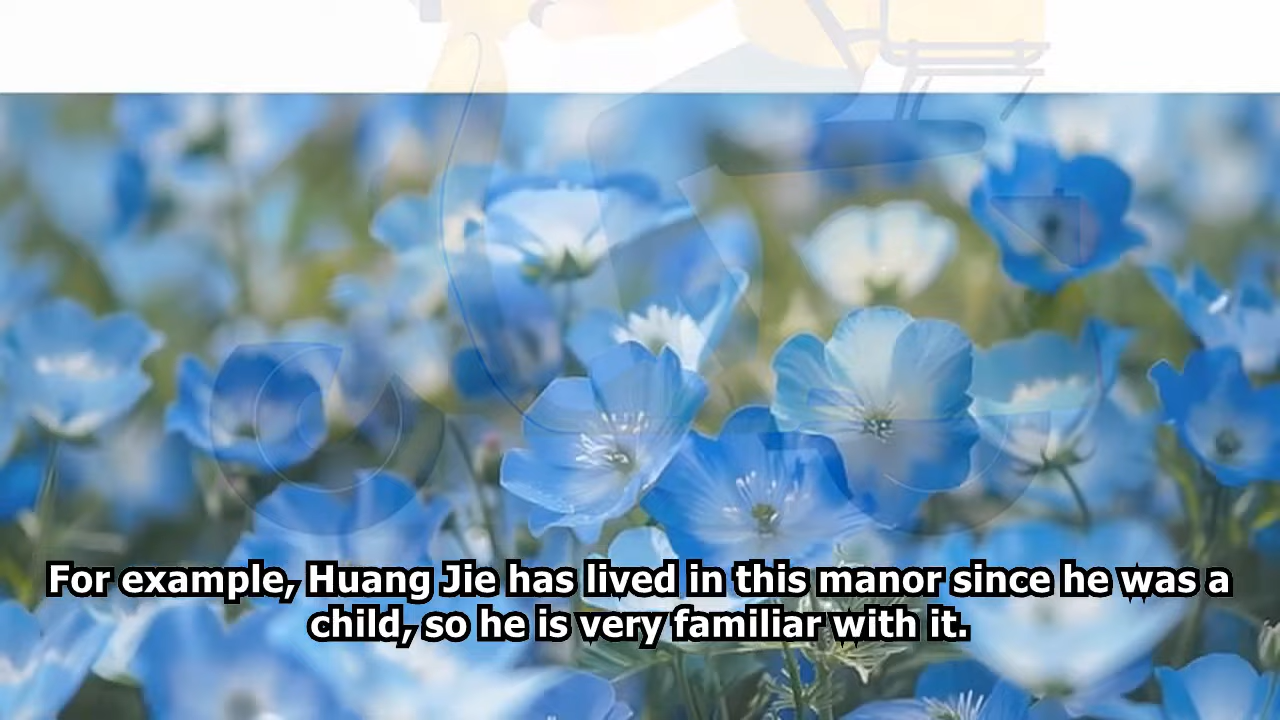 For example, Huang Jie has lived in this manor since he was a
child, so he is very familiar with it.